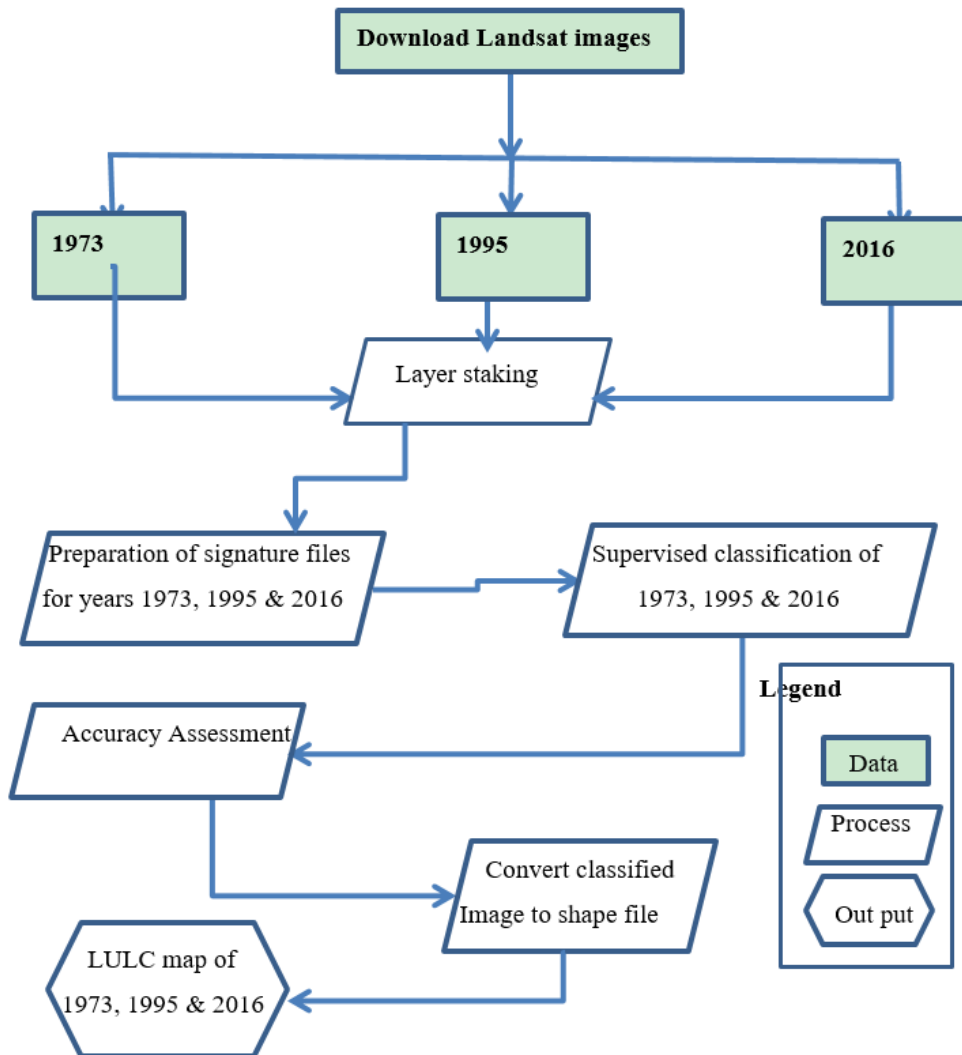 Download Landsat images
1973
1995
2016
Layer staking
Preparation of signature files
for years 1973, 1995 & 2016
Supervised classification of
1973, 1995 & 2016
Legend
Accuracy Assessment
Data
Process
Out put
Convert classified
Image to shape file
LULC map of
1973, 1995 & 2016